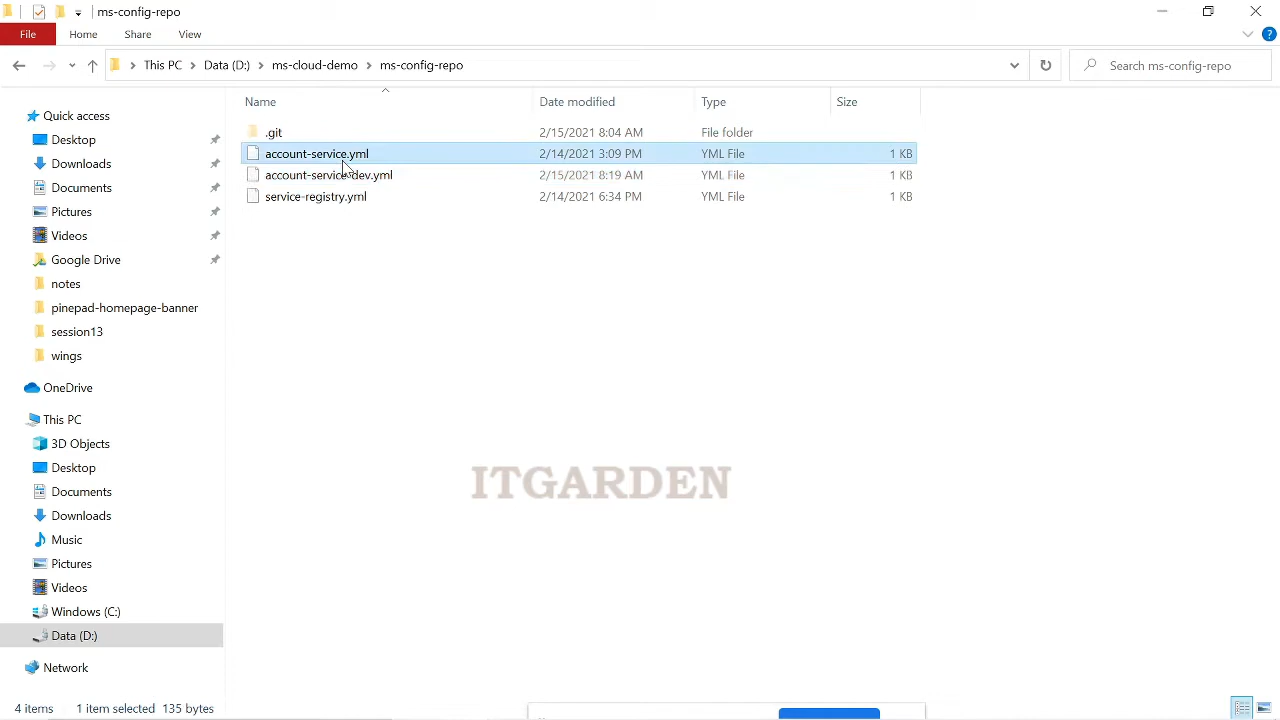 ms-config-repo
File Home Share View
This PC Data (D:) ms-cloud-demo ms-config-repo
Search ms-config-repo
Name Date modified Type Size
.git 2/15/2021 8:04 AM File folder
account-service.yml 2/14/2021 3:09 PM YML File 1 KB
account-service-dev.yml 2/15/2021 8:19 AM YML File 1 KB
service-registry.yml 2/14/2021 6:34 PM YML File 1 KB
Quick access
Desktop
Downloads
Documents
Pictures
Videos
Google Drive
notes
pinepad-homepage-banner
session13
wings
OneDrive
This PC
3D Objects
Desktop
Documents
Downloads
Music
Pictures
Videos
Windows (C:)
Data (D:)
Network
ITGARDEN
4 items 1 item selected 135 bytes